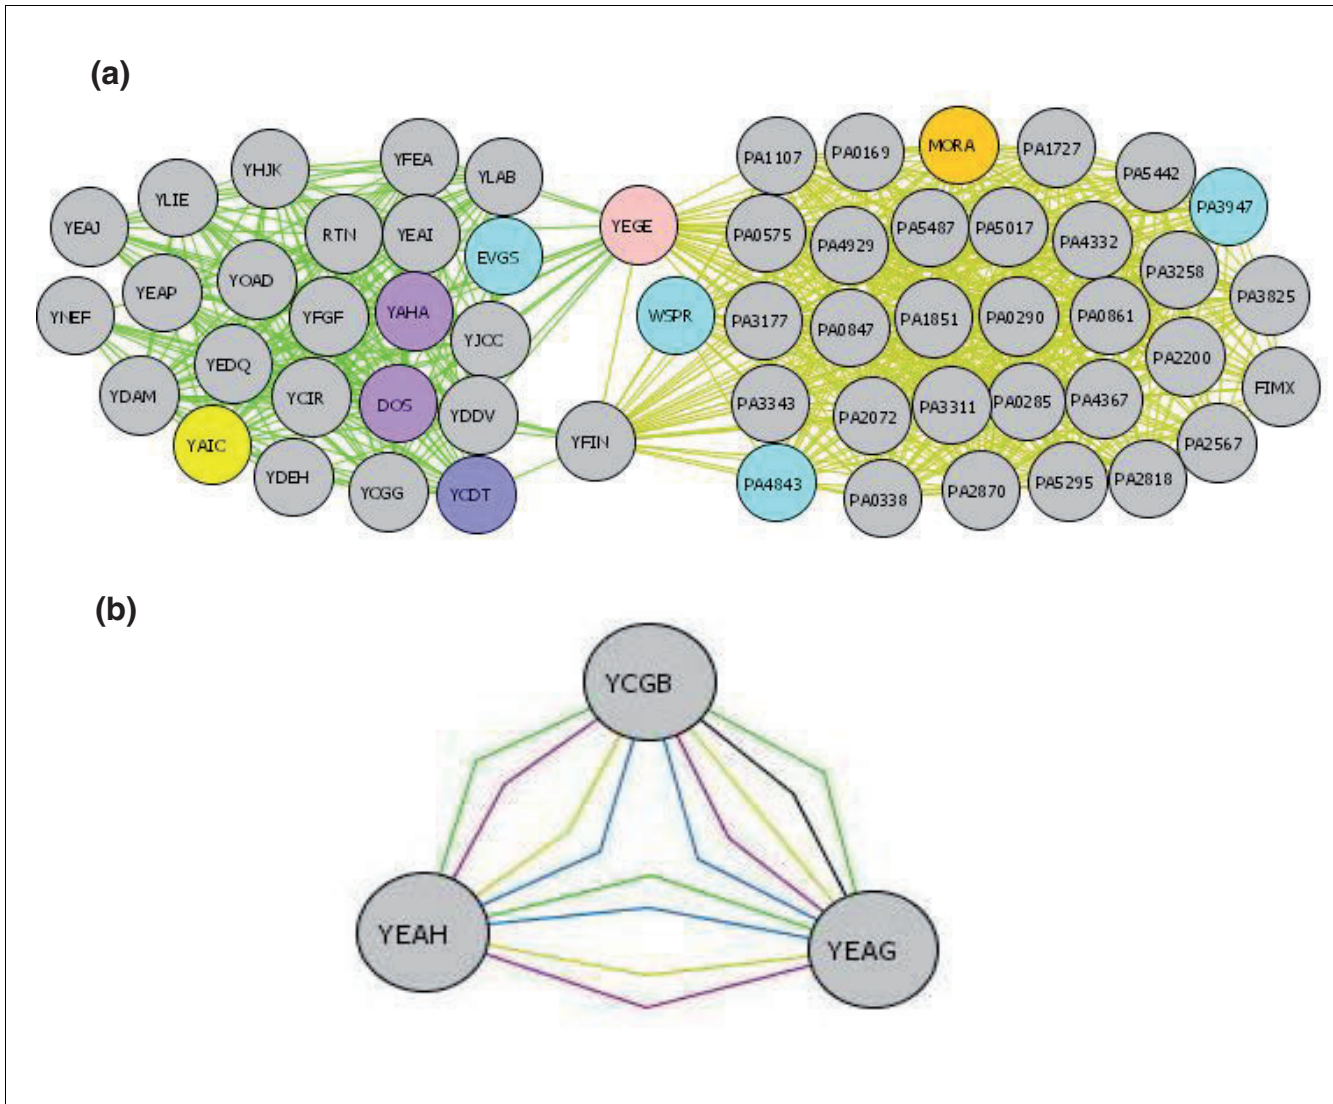 (a)
YHJK
YFEA
YLAB
YLIE
YEAJ
RTN
YEAI
EVGS
YEGE
YOAD
YEAP
YNEF
YFGF
YAHA
YJCC
YEDQ
YDAM
YCIR
DOS
YDDV
YAIC
YDEH
YCGG
YCDT
YFIN
WSPR
PA1107
PA0169
MORA
PA1727
PA5442
PA3947
PA0575
PA4929
PA5487
PA5017
PA4332
PA3258
PA3825
PA3177
PA0847
PA1851
PA0290
PA0861
PA2200
FIMX
PA3343
PA2072
PA3311
PA0285
PA4367
PA2567
PA4843
PA0338
PA2870
PA5295
PA2818
(b)
YCGB
YEAH
YEAG